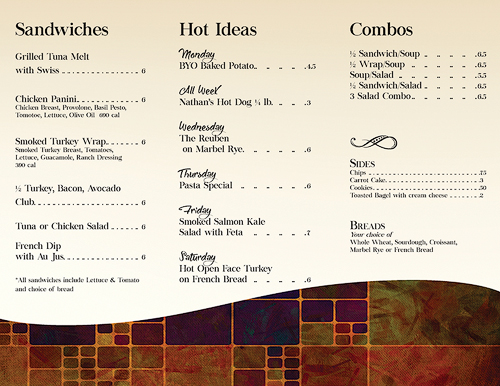 Sandwiches
Grilled Tuna Melt
with Swiss 6
Chicken Panini 6
Chicken Breast, Provolone, Basil Pesto,
Tomotoe, Lettuce, Olive Oil 690 cal
Smoked Turkey Wrap. 6
Smoked Turkey Breast, Tomatoes,
Lettuce, Guacamole, Ranch Dressing
390 cal
½ Turkey, Bacon, Avocado
Club. 6
Tuna or Chicken Salad 6
French Dip
with Au Jus. 6
*All sandwiches include Lettuce & Tomato
and choice of bread
Hot Ideas
Monday
BYO Baked Potato. .4.5
All Week
Nathan's Hot Dog ¼ lb. .3
Wednesday
The Reuben
on Marbel Rye. .6
Thursday
Pasta Special .6
Friday
Smoked Salmon Kale
Salad with Feta .7
Saturday
Hot Open Face Turkey
on French Bread .6
Combos
½ Sandwich/Soup .6.5
½ Wrap/Soup .6.5
Soup/Salad .5.5
½ Sandwich/Salad .6.5
3 Salad Combo. .6.5
Sides
Chips .75
Carrot Cake. 3
Cookies .50
Toasted Bagel with cream cheese 2
Breads
Your choice of
Whole Wheat, Sourdough, Croissaut,
Marbel Rye or French Bread